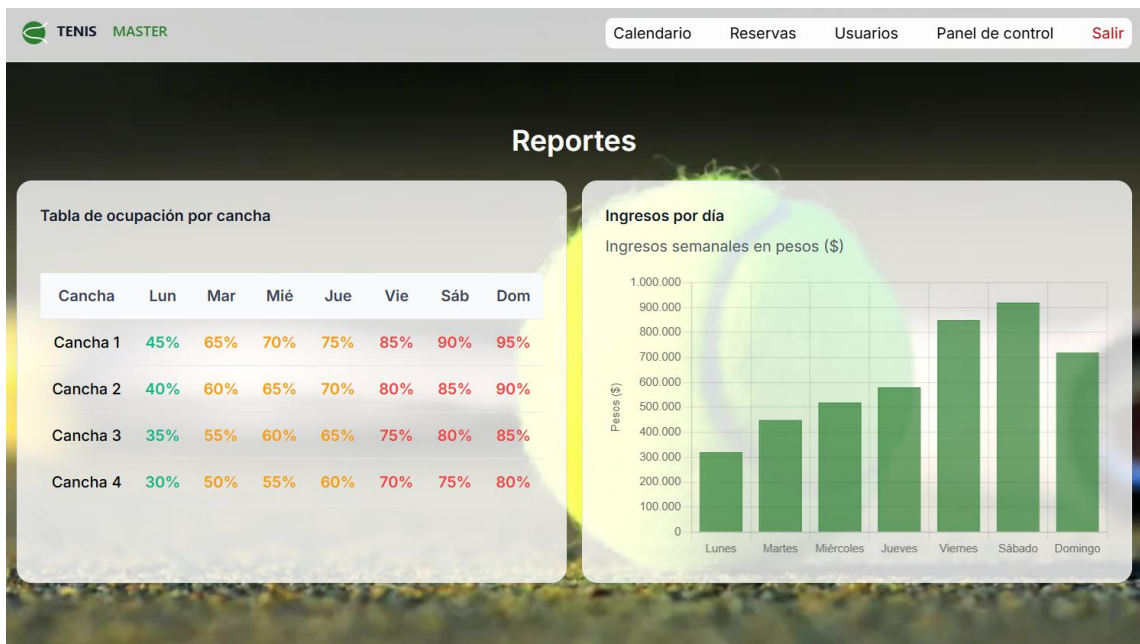 TENIS MASTER
Calendario Reservas Usuarios Panel de control Salir
Reportes
Tabla de ocupación por cancha
Cancha Lun Mar Mié Jue Vie Sáb Dom
Cancha 1 45% 65% 70% 75% 85% 90% 95%
Cancha 2 40% 60% 65% 70% 80% 85% 90%
Cancha 3 35% 55% 60% 65% 75% 80% 85%
Cancha 4 30% 50% 55% 60% 70% 75% 80%
Ingresos por día
Ingresos semanales en pesos ($)
1.000.000
900.000
800.000
700.000
600.000
500.000
400.000
300.000
200.000
100.000
0
Pesos ($)
Lunes Martes Miércoles Jueves Viernes Sábado Domingo